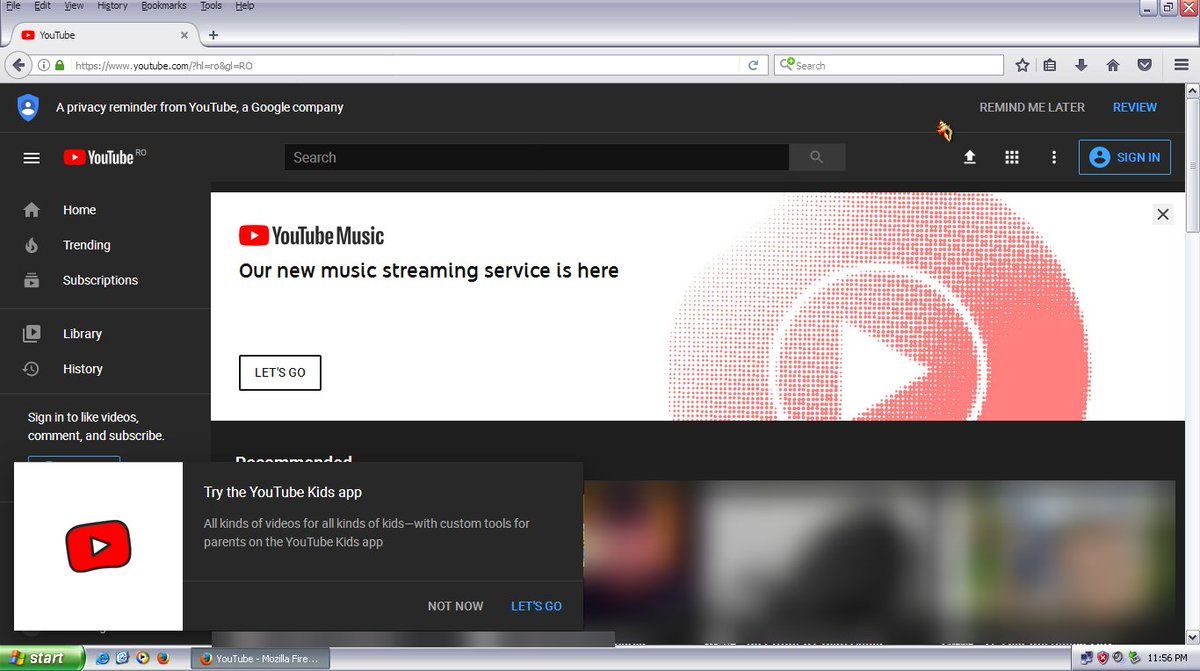 File Edit View History Bookmarks Tools Help
YouTube
https://www.youtube.com/?hl=ro&gl=RO
Search
A privacy reminder from YouTube, a Google company
REMIND ME LATER REVIEW
YouTube RO
Search
SIGN IN
Home
Trending
Subscriptions
Library
History
Sign in to like videos,
comment, and subscribe.
YouTube Music
Our new music streaming service is here
LET'S GO
Recommended
Try the YouTube Kids app
All kinds of videos for all kinds of kids—with custom tools for
parents on the YouTube Kids app
NOT NOW LET'S GO
start
YouTube - Mozilla Fire...
11:56 PM